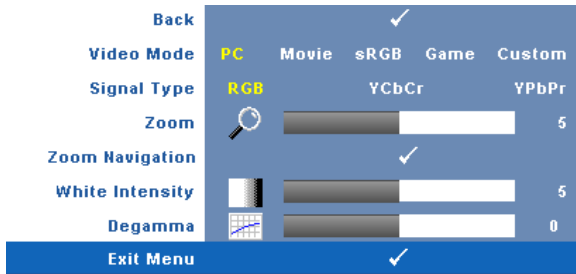 Back
Video Mode PC Movie sRGB Game Custom
Signal Type RGB YCbCr YPbPr
Zoom 5
Zoom Navigation
White Intensity 5
Degamma 0
Exit Menu